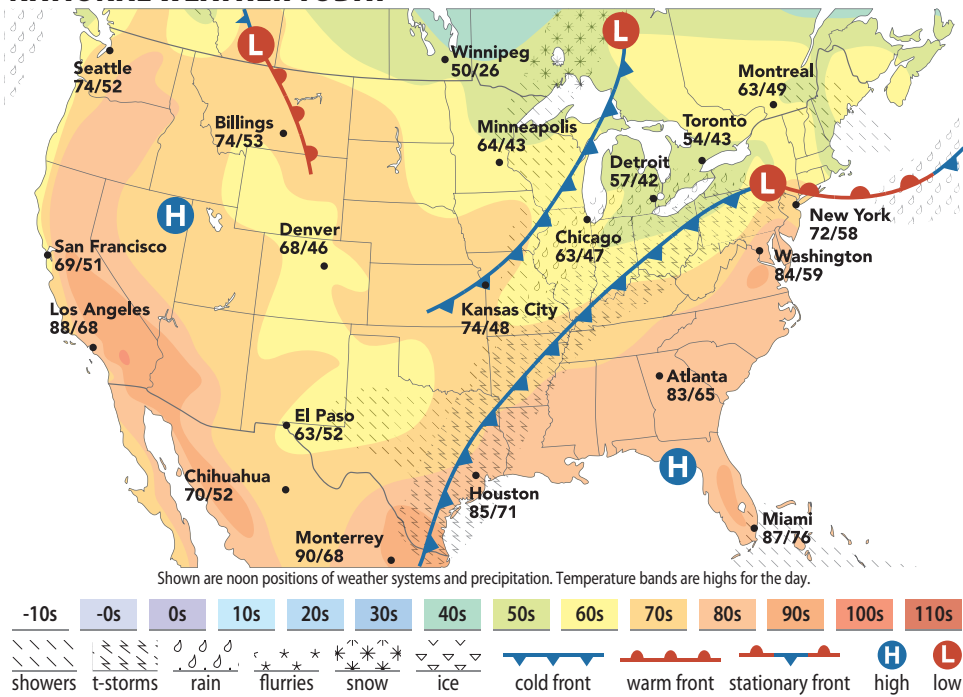 NATIONAL WEATHER TODAY
L
L
Winnipeg
50/26
Seattle
74/52
Montreal
63/49
Billings
74/53
Minneapolis
64/43
Toronto
54/43
Detroit
57/42
L
H
New York
72/58
Denver
68/46
Chicago
63/47
San Francisco
69/51
Washington
84/59
Los Angeles
88/68
Kansas City
74/48
Atlanta
83/65
El Paso
63/52
H
Chihuahua
70/52
Houston
85/71
Miami
87/76
Monterrey
90/68
Shown are noon positions of weather systems and precipitation. Temperature bands are highs for the day.
-10s -0s 0s 10s 20s 30s 40s 50s 60s 70s 80s 90s 100s 110s
H L
showers t-storms rain flurries snow ice cold front warm front stationary front high low